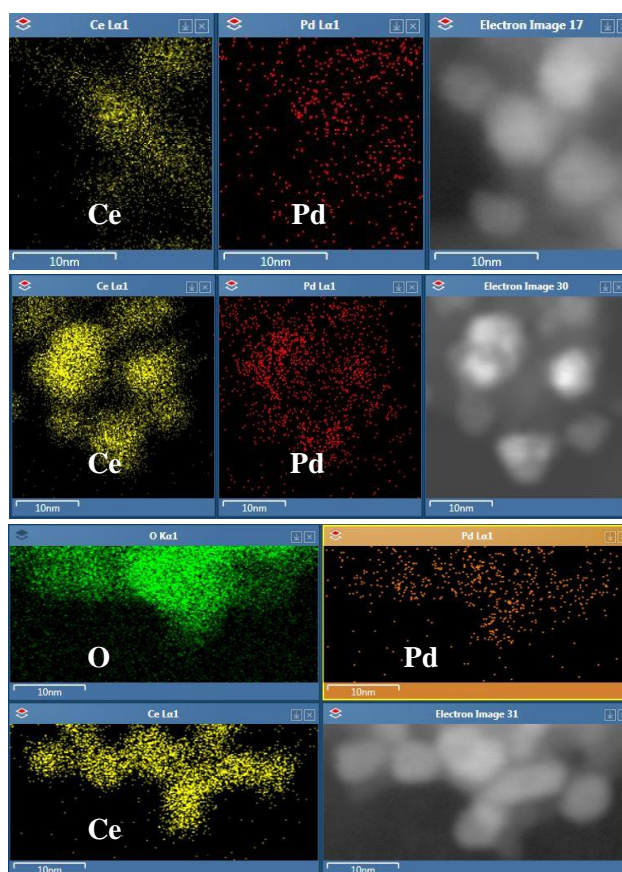 Ce Lα1
Pd Lα1
Electron Image 17
Ce
Pd
10nm
10nm
10nm
Ce Lα1
Pd Lα1
Electron Image 30
Ce
Pd
10nm
10nm
10nm
O Kα1
Pd Lα1
O
Pd
10nm
10nm
Ce Lα1
Electron Image 31
Ce
10nm
10nm